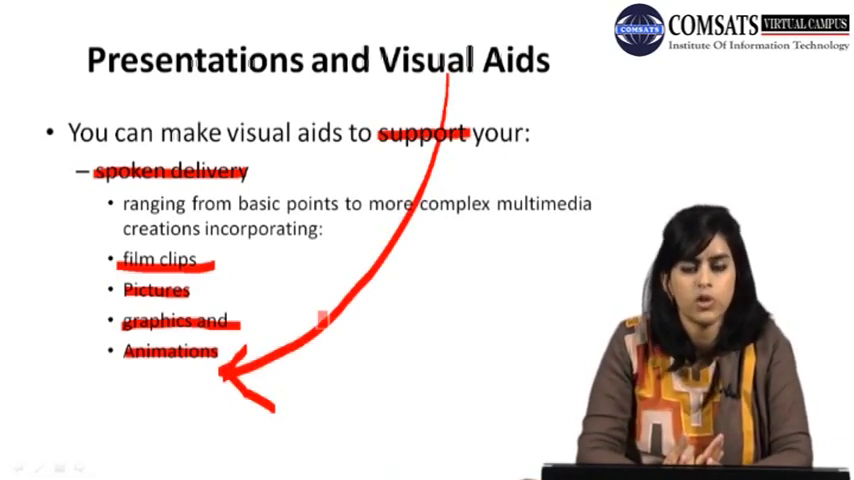 COMSATS VIRTUAL CAMPUS
Institute Of Information Technology
COMSATS
Presentations and Visual Aids
• You can make visual aids to support your:
– spoken delivery
• ranging from basic points to more complex multimedia
creations incorporating:
• film clips
• Pictures
• graphics and
• Animations